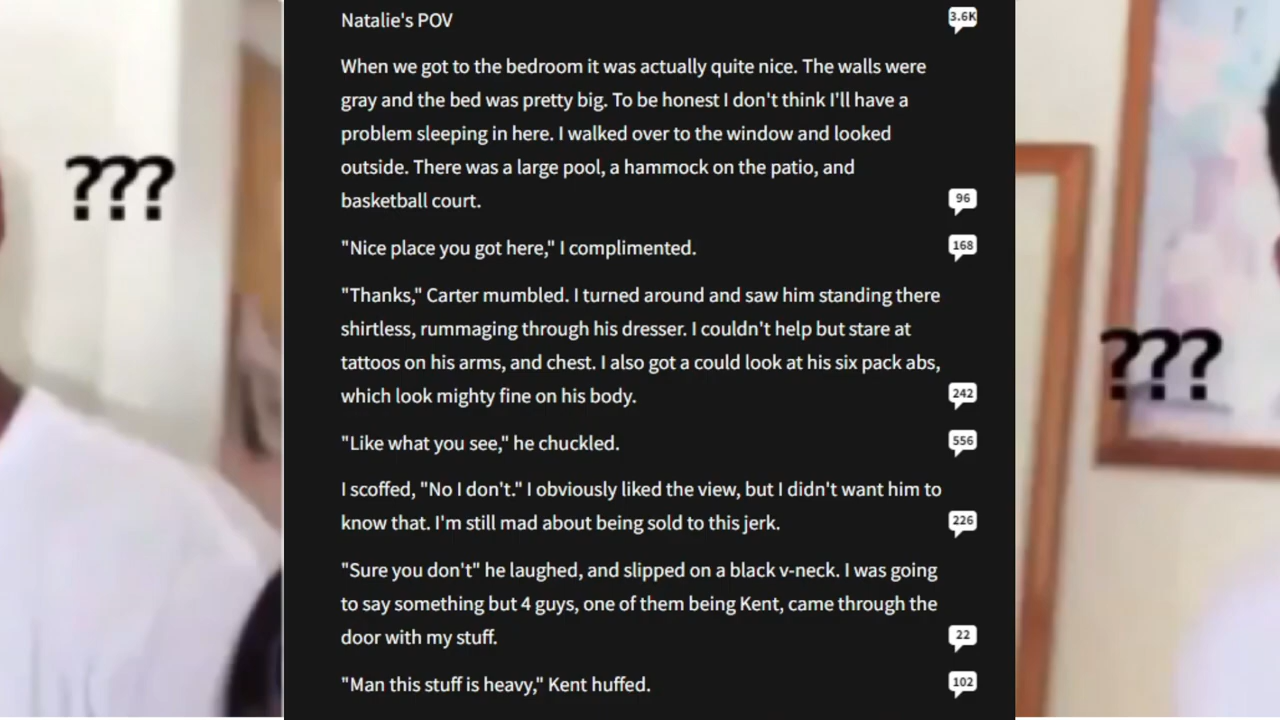 Natalie's POV
3.6K
When we got to the bedroom it was actually quite nice. The walls were
gray and the bed was pretty big. To be honest I don't think I'll have a
problem sleeping in here. I walked over to the window and looked
outside. There was a large pool, a hammock on the patio, and
basketball court.
96
"Nice place you got here," I complimented.
168
"Thanks," Carter mumbled. I turned around and saw him standing there
shirtless, rummaging through his dresser. I couldn't help but stare at
tattoos on his arms, and chest. I also got a could look at his six pack abs,
which look mighty fine on his body.
242
"Like what you see," he chuckled.
556
I scoffed, "No I don't." I obviously liked the view, but I didn't want him to
know that. I'm still mad about being sold to this jerk.
226
"Sure you don't" he laughed, and slipped on a black v-neck. I was going
to say something but 4 guys, one of them being Kent, came through the
door with my stuff.
22
"Man this stuff is heavy," Kent huffed.
102
???
???